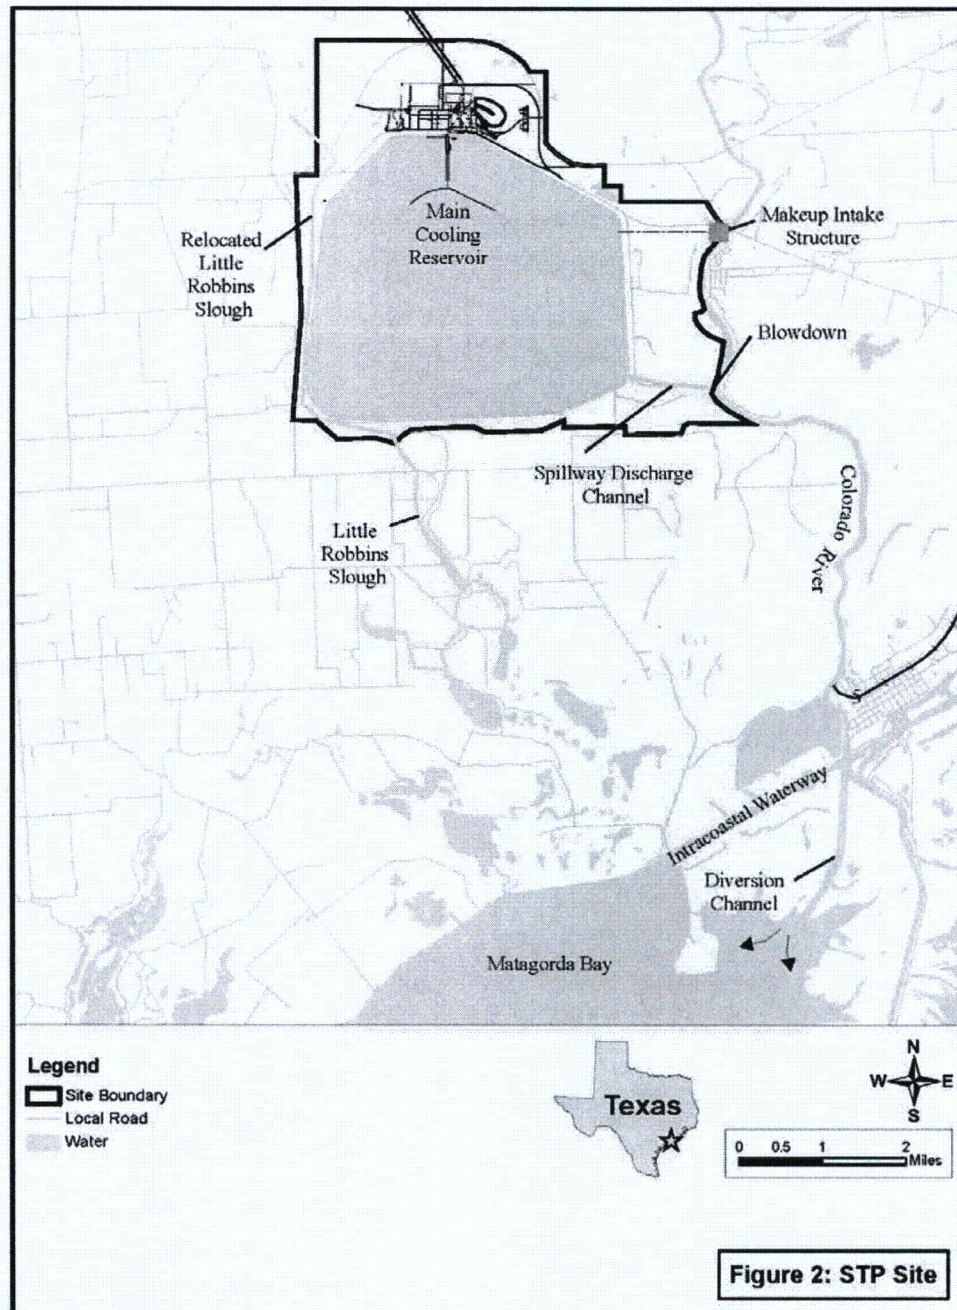 Main
Cooling
Reservoir
Makeup Intake
Structure
Relocated
Little
Robbins
Slough
Blowdown
Spillway Discharge
Channel
Colorado River
Little
Robbins
Slough
Intracoastal Waterway
Diversion
Channel
Matagorda Bay
Legend
Site Boundary
Local Road
Water
Texas
N
W E
S
0 0.5 1 2
Miles
Figure 2: STP Site